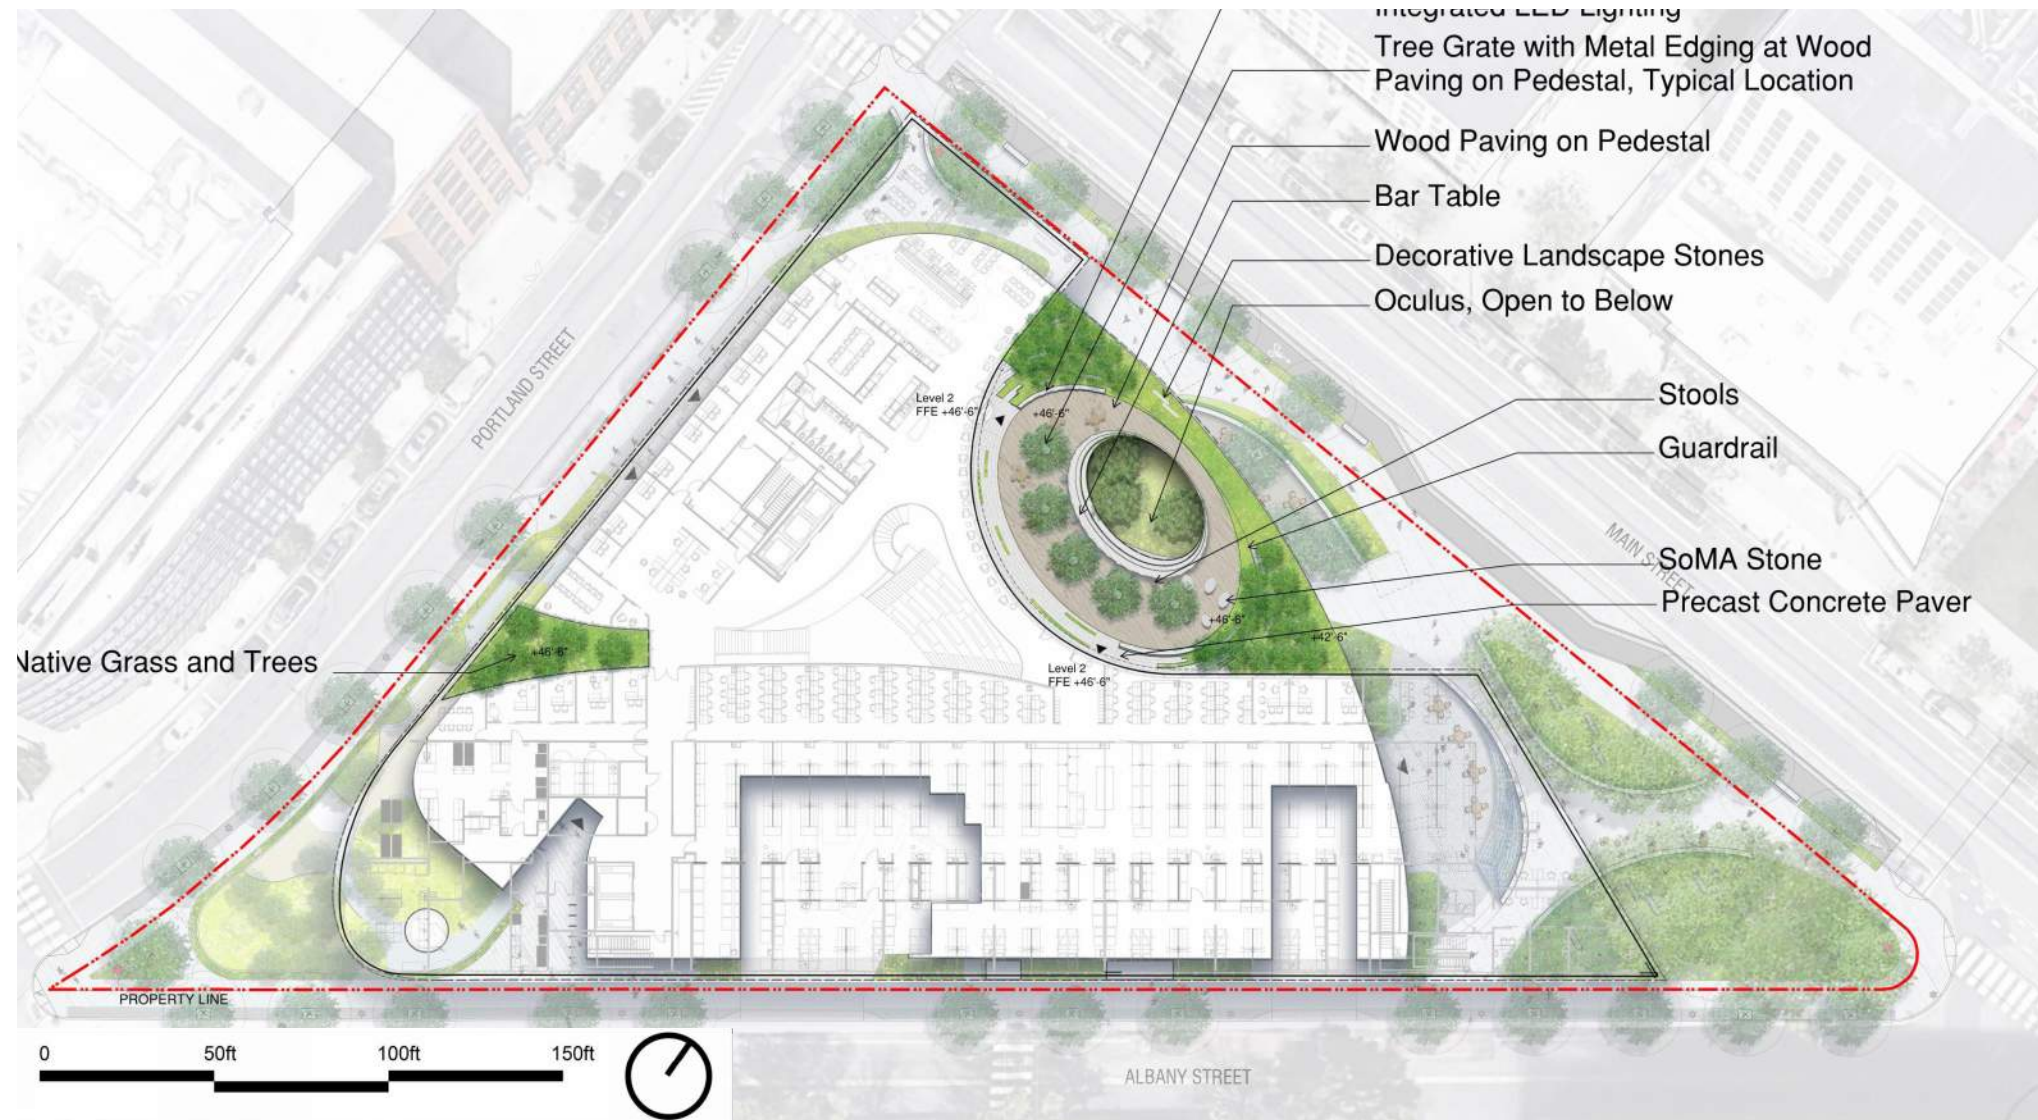 Integrated LED Lighting
Tree Grate with Metal Edging at Wood
Paving on Pedestal, Typical Location
Wood Paving on Pedestal
Bar Table
Decorative Landscape Stones
Oculus, Open to Below
Stools
Guardrail
SoMA Stone
Precast Concrete Paver
PORTLAND STREET
MAIN STREET
Level 2
FFE +46'-6"
+46'-6"
+46'-6"
+42'-6"
Level 2
FFE +46'-6"
Native Grass and Trees
+46'-6"
PROPERTY LINE
0 50ft 100ft 150ft
ALBANY STREET